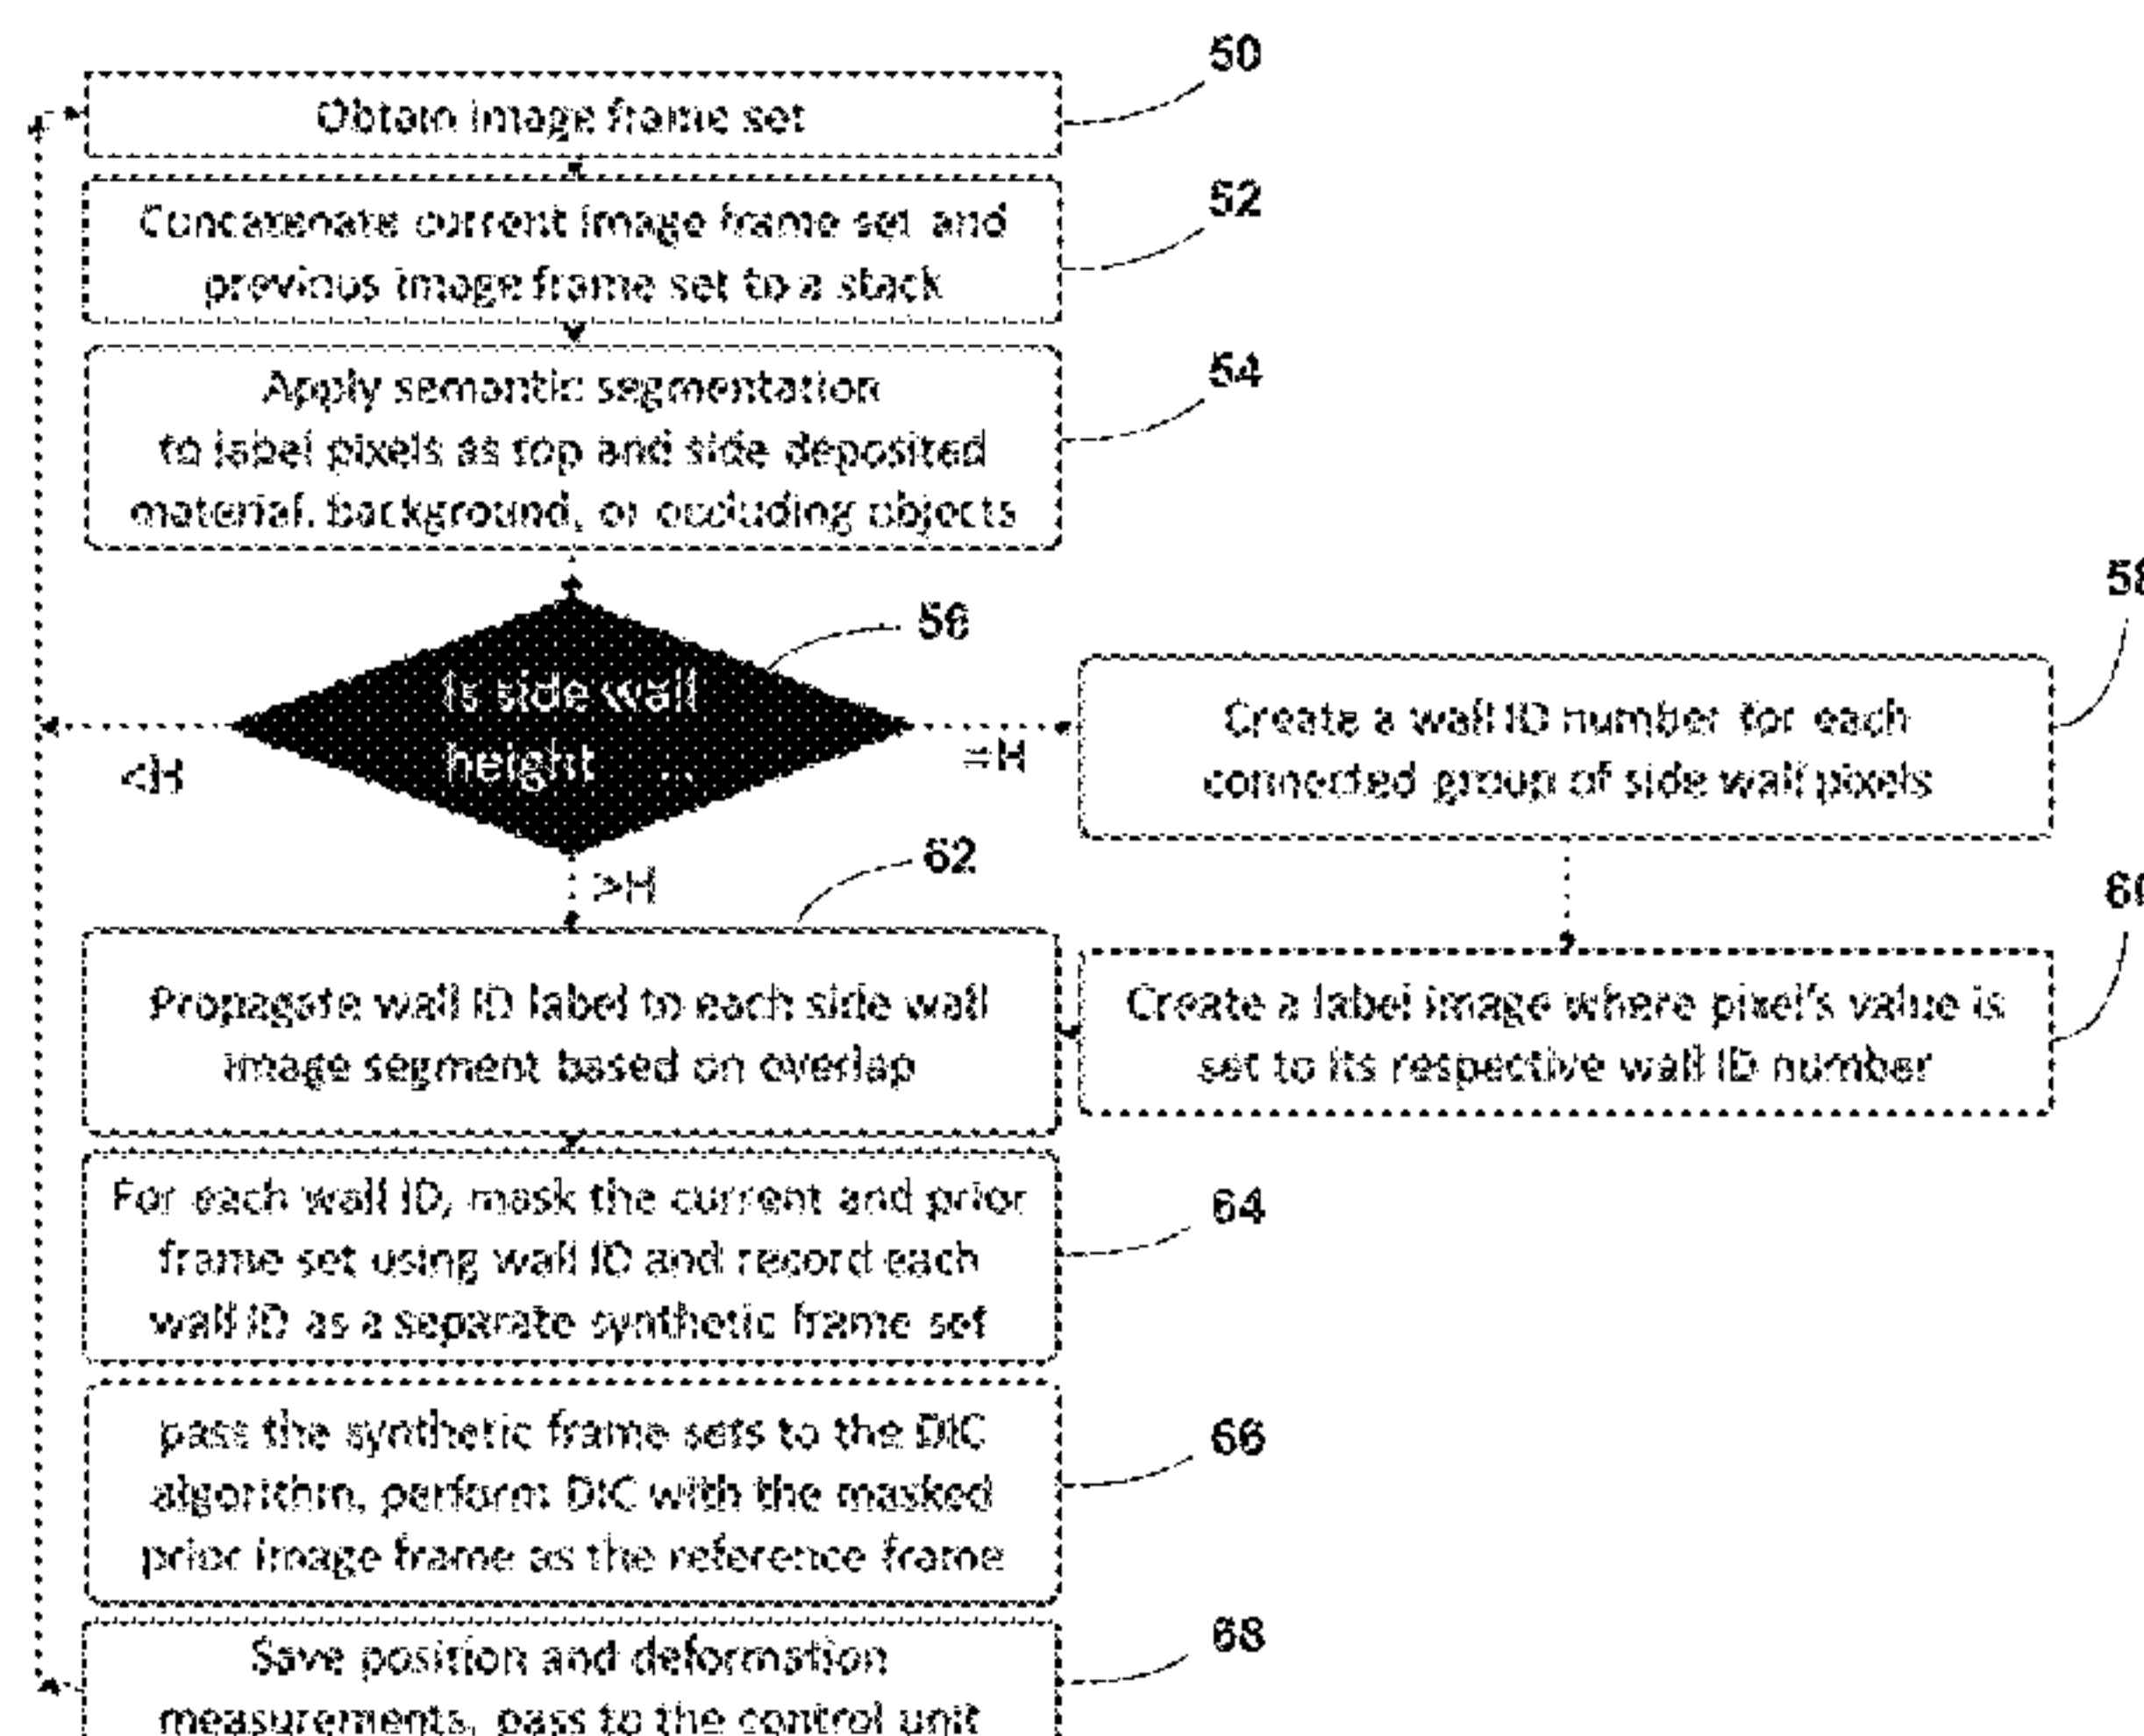 50
Obtain image frame set
52
Concatenate current image frame set and
previous image frame set to a stack
54
Apply semantic segmentation
to label pixels as top and side deposited
material, background, or occluding objects
56
Is side wall
height ...
<H
=H
>H
58
Create a wall ID number for each
connected group of side wall pixels
60
Create a label image where pixel's value is
set to its respective wall ID number
62
Propagate wall ID label to each side wall
image segment based on overlap
64
For each wall ID, mask the current and prior
frame set using wall ID and record each
wall ID as a separate synthetic frame set
66
pass the synthetic frame sets to the DIC
algorithm, perform DIC with the masked
prior image frame as the reference frame
68
Save position and deformation
measurements, pass to the control unit